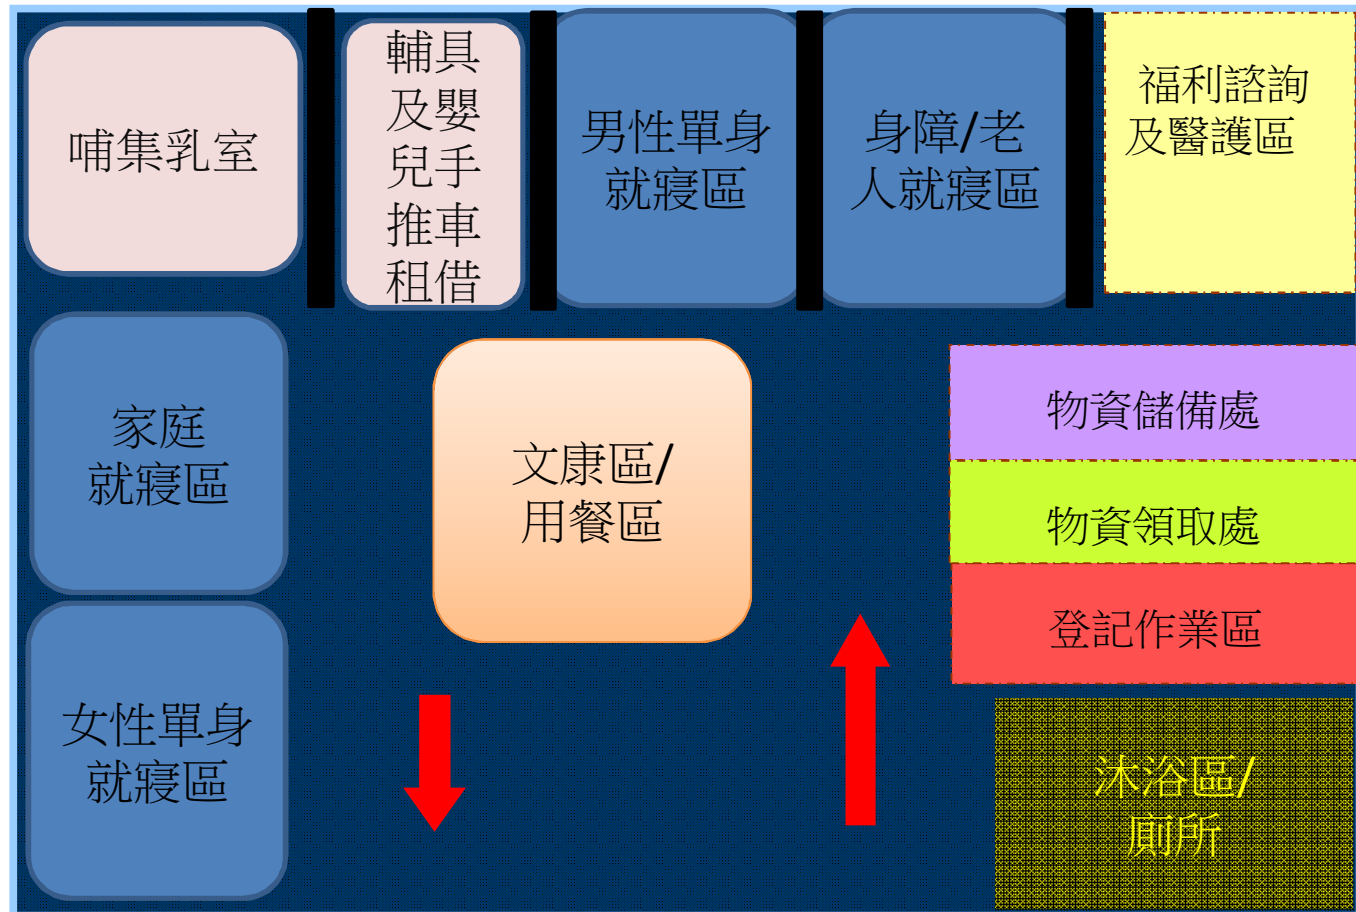 哺集乳室
輔具
及嬰
兒手
推車
租借
男性單身
就寢區
身障/老
人就寢區
福利諮詢
及醫護區
家庭
就寢區
文康區/
用餐區
物資儲備處
物資領取處
登記作業區
女性單身
就寢區
沐浴區/
廁所